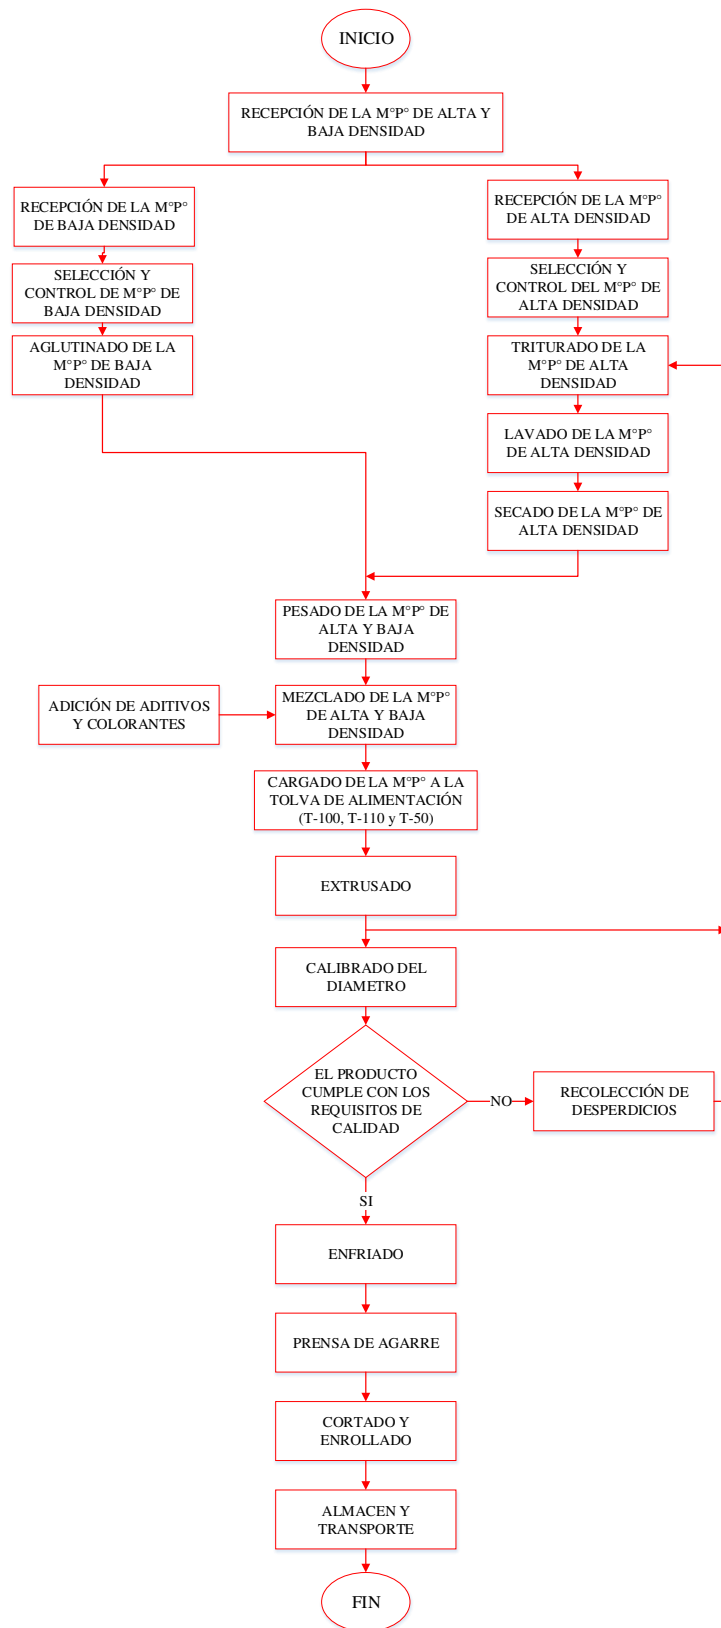 INICIO
RECEPCIÓN DE LA M°P° DE ALTA Y
BAJA DENSIDAD
RECEPCIÓN DE LA M°P°
DE BAJA DENSIDAD
RECEPCIÓN DE LA M°P°
DE ALTA DENSIDAD
SELECCIÓN Y
CONTROL DE M°P° DE
BAJA DENSIDAD
SELECCIÓN Y
CONTROL DEL M°P° DE
ALTA DENSIDAD
AGLUTINADO DE LA
M°P° DE BAJA
DENSIDAD
TRITURADO DE LA
M°P° DE ALTA
DENSIDAD
LAVADO DE LA M°P°
DE ALTA DENSIDAD
SECADO DE LA M°P° DE
ALTA DENSIDAD
PESADO DE LA M°P° DE
ALTA Y BAJA
DENSIDAD
ADICIÓN DE ADITIVOS
Y COLORANTES
MEZCLADO DE LA M°P°
DE ALTA Y BAJA
DENSIDAD
CARGADO DE LA M°P° A LA
TOLVA DE ALIMENTACIÓN
(T-100, T-110 y T-50)
EXTRUSADO
CALIBRADO DEL
DIAMETRO
EL PRODUCTO
CUMPLE CON LOS
REQUISITOS DE
CALIDAD
NO
RECOLECCIÓN DE
DESPERDICIOS
SI
ENFRIADO
PRENSA DE AGARRE
CORTADO Y
ENROLLADO
ALMACEN Y
TRANSPORTE
FIN